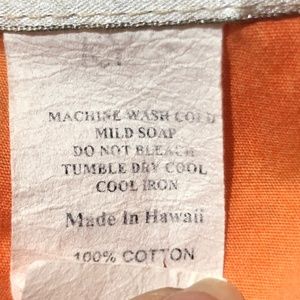 MACHINE WASH COLD
MILD SOAP
DO NOT BLEACH
TUMBLE DRY COOL
COOL IRON
Made In Hawaii
100% COTTON